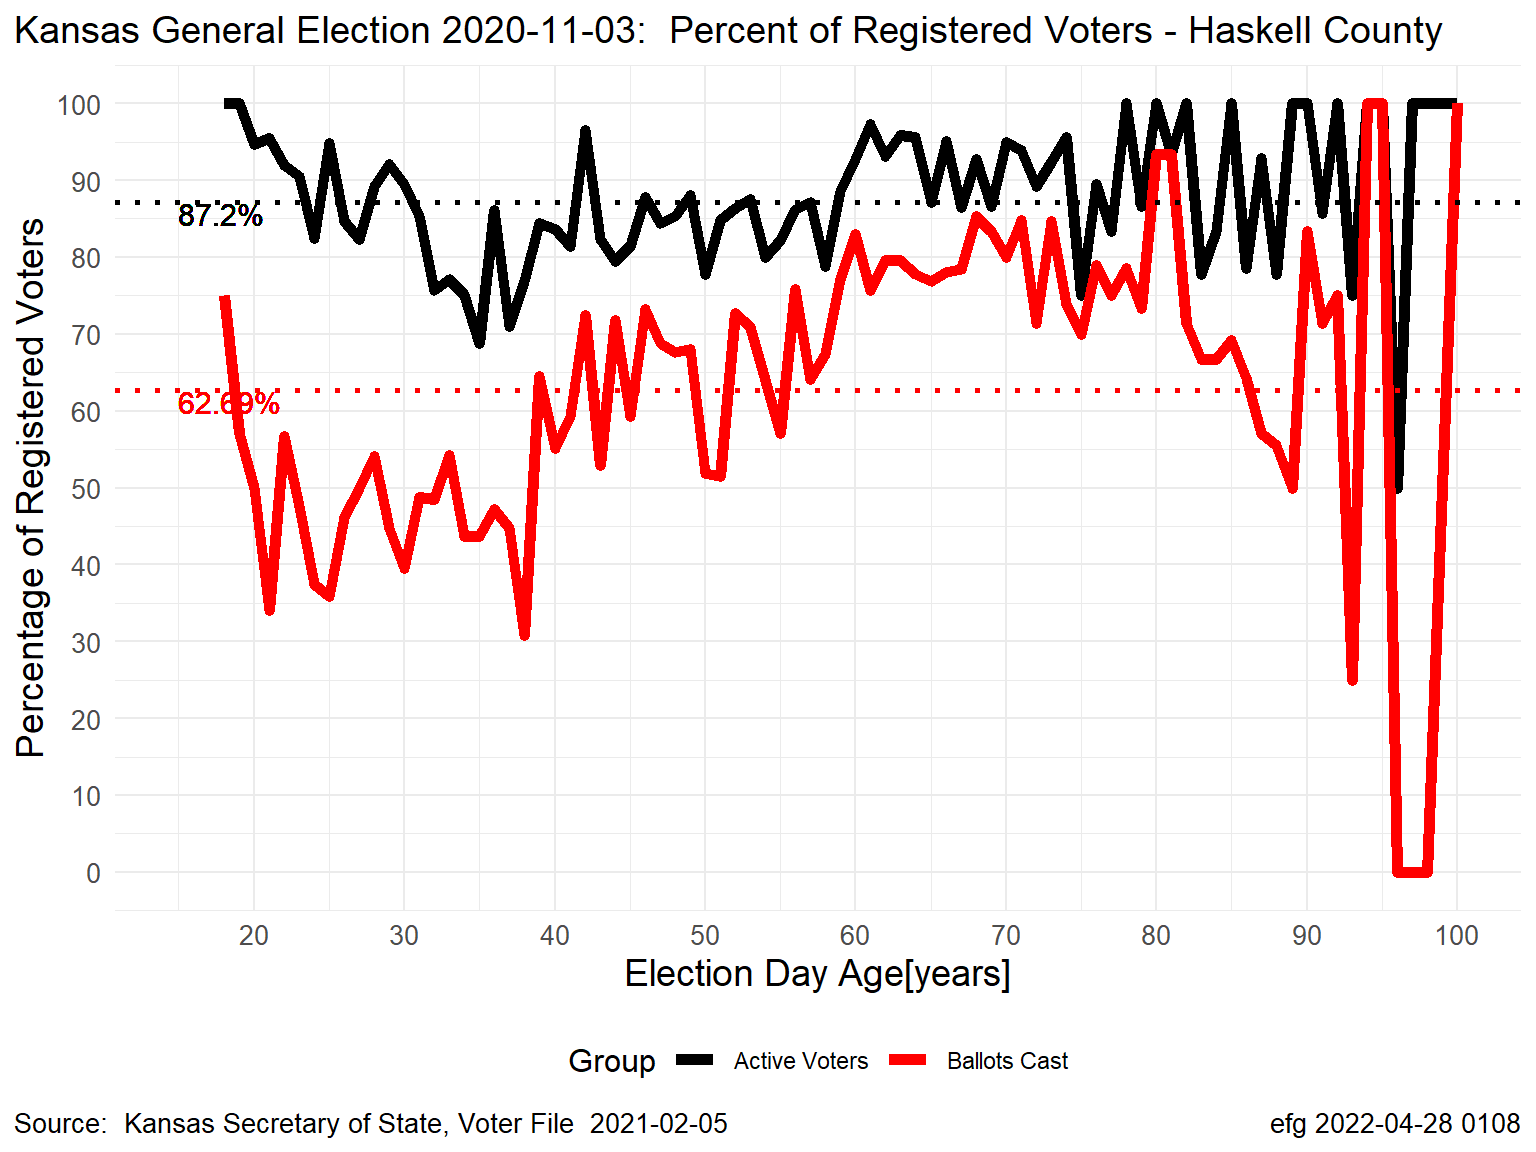 Kansas General Election 2020-11-03:  Percent of Registered Voters - Haskell County
Percentage of Registered Voters
100
90
80
70
60
50
40
30
20
10
0
87.2%
62.69%
20 30 40 50 60 70 80 90 100
Election Day Age[years]
Group Active Voters Ballots Cast
Source:  Kansas Secretary of State, Voter File  2021-02-05
efg 2022-04-28 0108